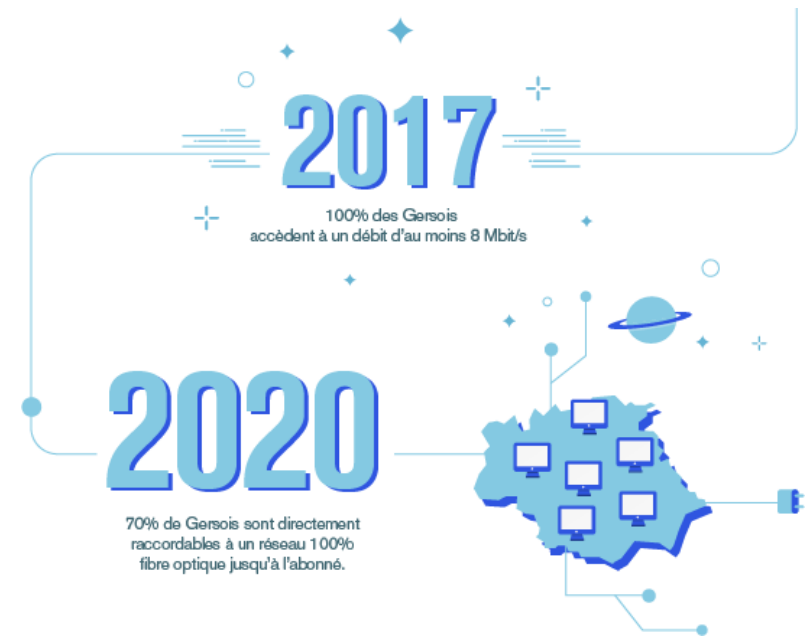 2017
100% des Gersois
accèdent à un débit d'au moins 8 Mbit/s
2020
70% de Gersois sont directement
raccordables à un réseau 100%
fibre optique jusqu'à l'abonné.